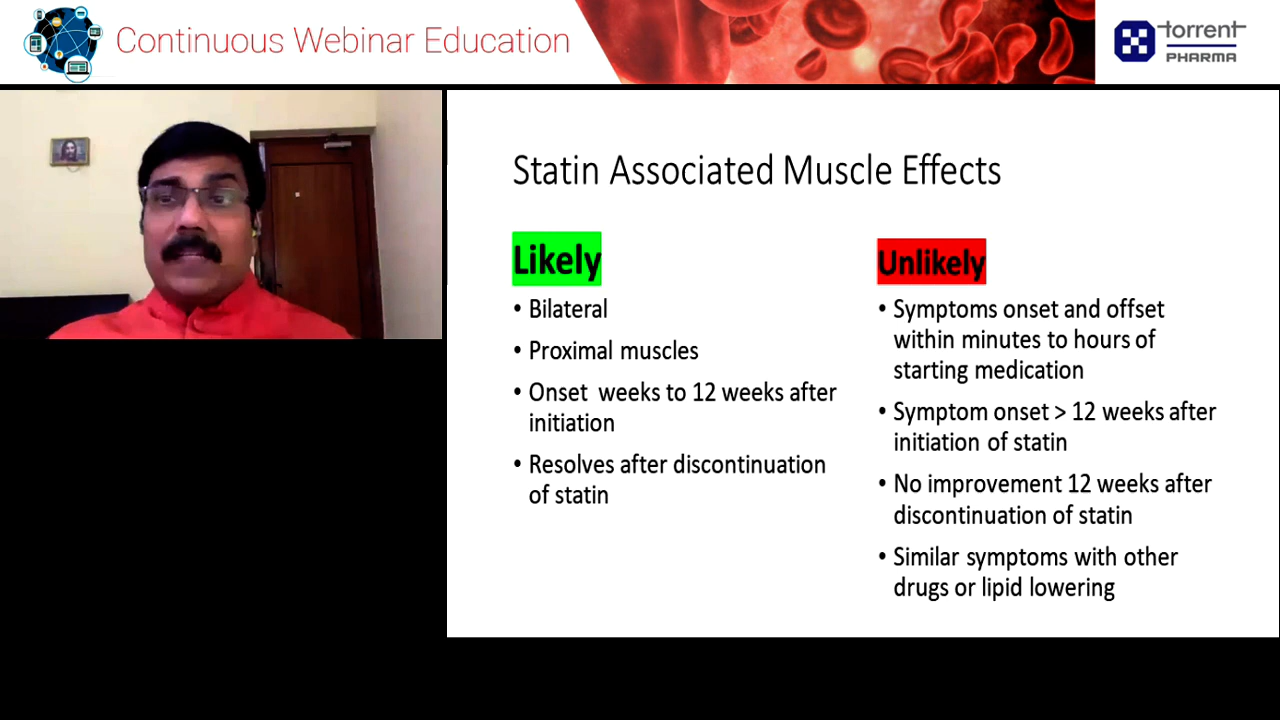 Continuous Webinar Education
torrent
PHARMA
Statin Associated Muscle Effects
Likely
• Bilateral
• Proximal muscles
• Onset weeks to 12 weeks after
initiation
• Resolves after discontinuation
of statin
Unlikely
• Symptoms onset and offset
within minutes to hours of
starting medication
• Symptom onset > 12 weeks after
initiation of statin
• No improvement 12 weeks after
discontinuation of statin
• Similar symptoms with other
drugs or lipid lowering